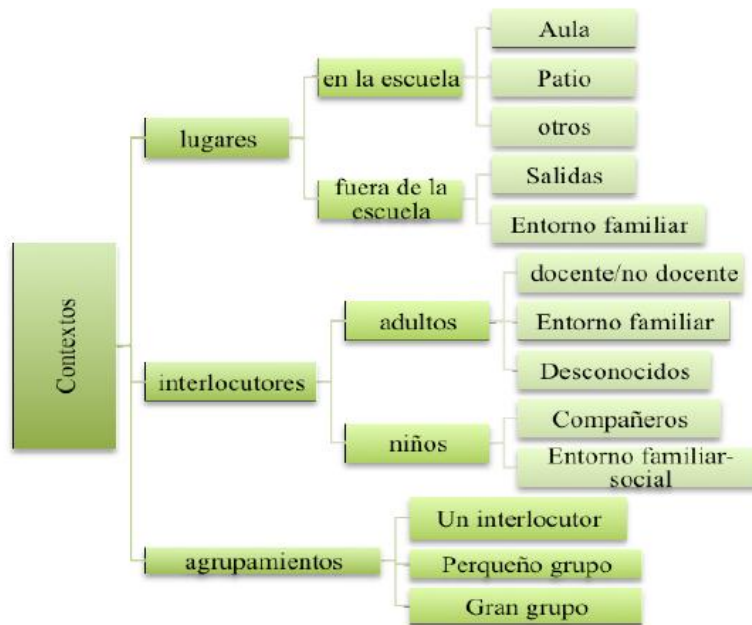 Contextos
lugares
en la escuela
Aula
Patio
otros
fuera de la
escuela
Salidas
Entorno familiar
interlocutores
adultos
docente/no docente
Entorno familiar
Desconocidos
niños
Compañeros
Entorno familiar-
social
agrupamientos
Un interlocutor
Perqueño grupo
Gran grupo